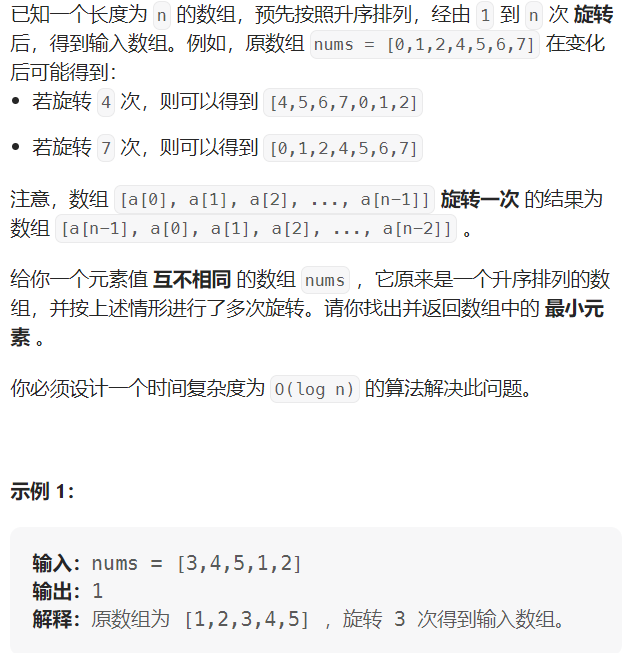 已知一个长度为 n 的数组，预先按照升序排列，经由 1 到 n 次 旋转
后，得到输入数组。例如，原数组 nums = [0,1,2,4,5,6,7] 在变化
后可能得到：
• 若旋转 4 次，则可以得到 [4,5,6,7,0,1,2]
• 若旋转 7 次，则可以得到 [0,1,2,4,5,6,7]
注意，数组 [a[0], a[1], a[2], ..., a[n-1]] 旋转一次 的结果为
数组 [a[n-1], a[0], a[1], a[2], ..., a[n-2]] 。
给你一个元素值 互不相同 的数组 nums ，它原来是一个升序排列的数
组，并按上述情形进行了多次旋转。请你找出并返回数组中的 最小元
素 。
你必须设计一个时间复杂度为 O(log n) 的算法解决此问题。
示例 1：
输入：nums = [3,4,5,1,2]
输出：1
解释：原数组为 [1,2,3,4,5] ，旋转 3 次得到输入数组。